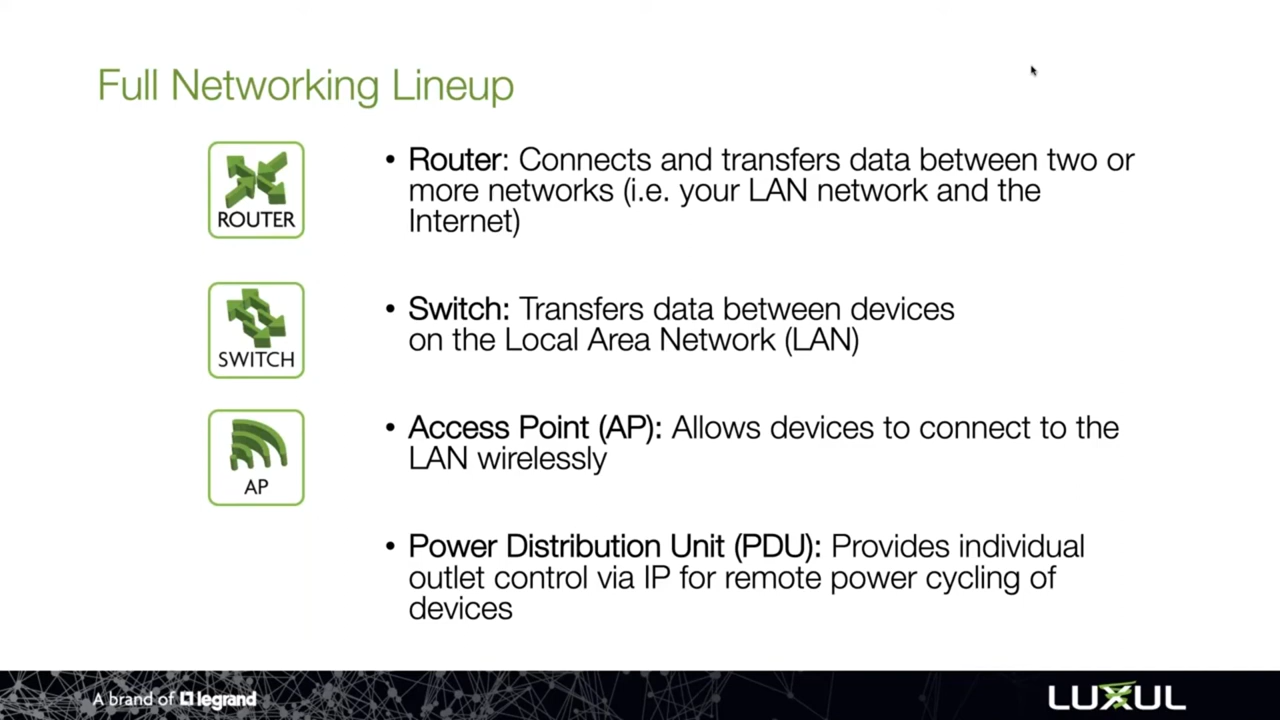 Full Networking Lineup
ROUTER
• Router: Connects and transfers data between two or
more networks (i.e. your LAN network and the
Internet)
SWITCH
• Switch: Transfers data between devices
on the Local Area Network (LAN)
AP
• Access Point (AP): Allows devices to connect to the
LAN wirelessly
• Power Distribution Unit (PDU): Provides individual
outlet control via IP for remote power cycling of
devices
A brand of legrand
LUXUL